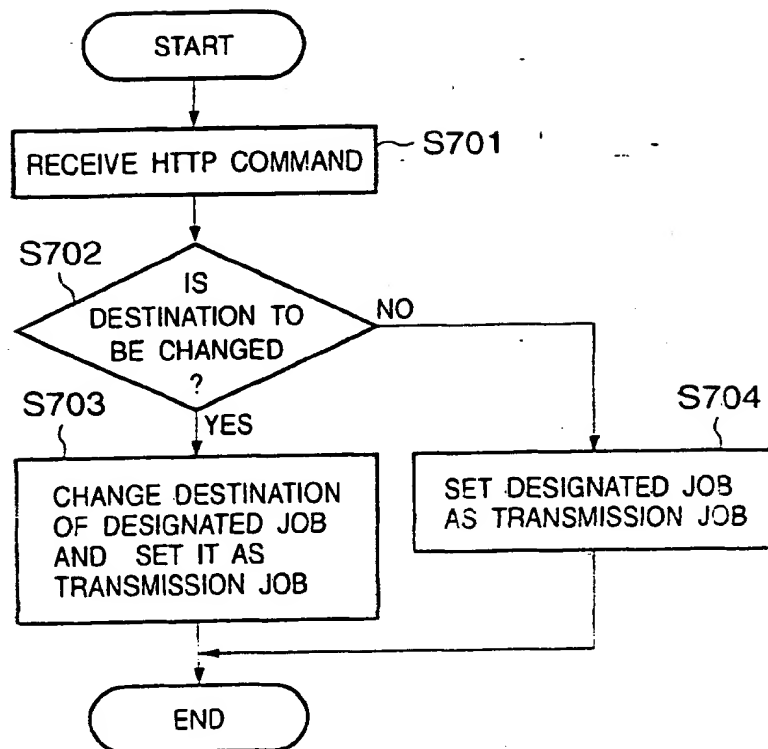 START
RECEIVE HTTP COMMAND
S701
S702
IS
DESTINATION TO
BE CHANGED
?
NO
YES
S703
CHANGE DESTINATION
OF DESIGNATED JOB
AND SET IT AS
TRANSMISSION JOB
S704
SET DESIGNATED JOB
AS TRANSMISSION JOB
END